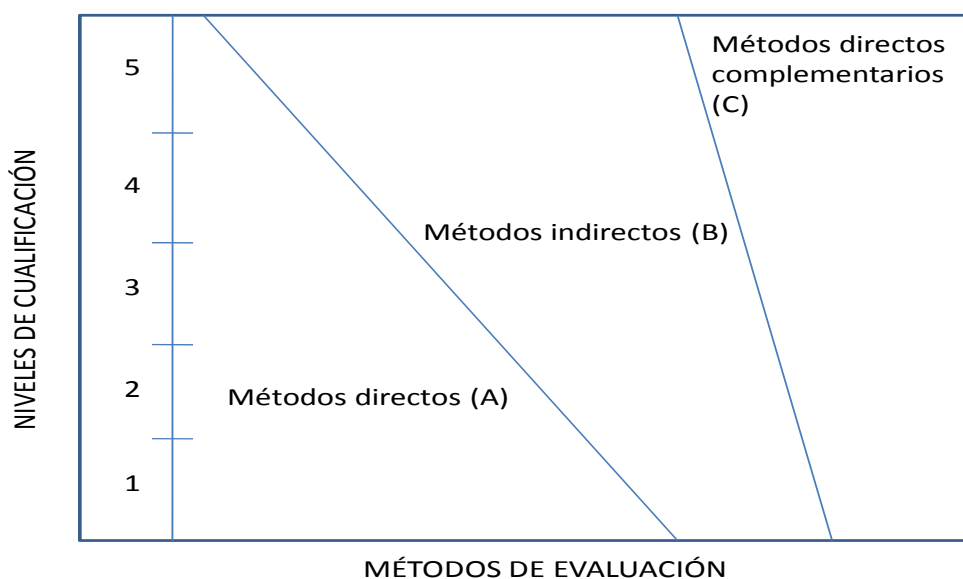 Métodos directos
complementarios
(C)
5
4
Métodos indirectos (B)
3
2
Métodos directos (A)
1
NIVELES DE CUALIFICACIÓN
MÉTODOS DE EVALUACIÓN